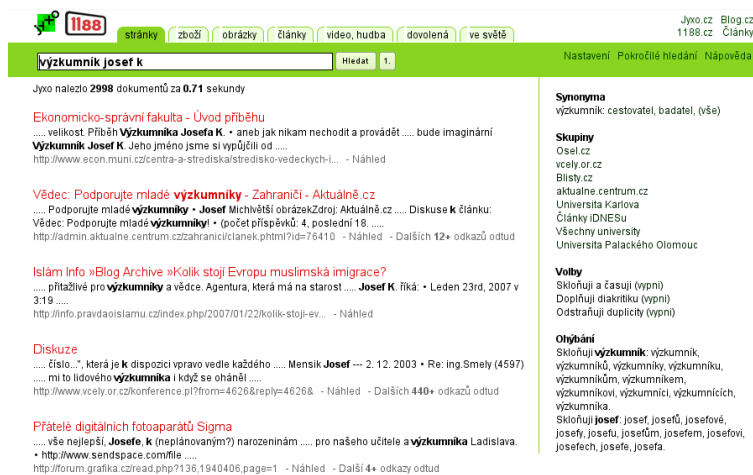 1188
Jyxo.cz Blog.cz
1188.cz Články
stránky zboží obrázky články video, hudba dovolená ve světě
výzkumník josef k Hledat 1.
Nastavení Pokročilé hledání Nápověda
Jyxo nalezlo 2998 dokumentů za 0.71 sekundy
Ekonomicko-správní fakulta - Úvod příběhu
..... velikost. Příběh Výzkumníka Josefa K. • aneb jak nikam nechodit a provádět ..... bude imaginární
Výzkumník Josef K. Jeho jméno jsme si vypůjčili od .....
http://www.econ.muni.cz/centra-a-strediska/stredisko-vedeckych-i... - Náhled
Vědec: Podporujte mladé výzkumníky - Zahraničí - Aktuálně.cz
..... Podporujte mladé výzkumníky • Josef Michlvětší obrázekZdroj: Aktuálně.cz ..... Diskuse k článku:
Vědec: Podporujte mladé výzkumníky! • (počet příspěvků: 4, poslední 18. .....
http://admin.aktualne.centrum.cz/zahranici/clanek.phtml?id=76410 - Náhled - Dalších 12+ odkazů odtud
Islám Info »Blog Archive »Kolik stojí Evropu muslimská imigrace?
..... přitažlivé pro výzkumníky a vědce. Agentura, která má na starost ..... Josef K. říká: • Leden 23rd, 2007 v
3:19 .....
http://info.pravdaoislamu.cz/index.php/2007/01/22/kolik-stoji-ev... - Náhled
Diskuze
..... číslo...", která je k dispozici vpravo vedle každého ..... Mensik Josef --- 2. 12. 2003 • Re: ing.Smely (4597)
..... mi to lidového výzkumníka i když se oháněl .....
http://www.vcely.or.cz/konference.pl?from=4626&reply=4626& - Náhled - Dalších 440+ odkazů odtud
Přátelé digitálních fotoaparátů Sigma
..... vše nejlepší, Josefe, k (neplánovaným?) narozeninám ..... pro našeho učitele a výzkumníka Ladislava.
• http://www.sendspace.com/file .....
http://forum.grafika.cz/read.php?136,1940406,page=1 - Náhled - Další 4+ odkazy odtud
Synonyma
výzkumník: cestovatel, badatel, (vše)
Skupiny
Osel.cz
vcely.or.cz
Blisty.cz
aktualne.centrum.cz
Universita Karlova
Články iDNESu
Všechny university
Universita Palackého Olomouc
Volby
Skloňuji a časuji (vypni)
Doplňuji diakritiku (vypni)
Odstraňuji duplicity (vypni)
Ohýbání
Skloňuji výzkumník: výzkumník,
výzkumníků, výzkumníky, výzkumníku,
výzkumníkům, výzkumníkem,
výzkumníkovi, výzkumníci, výzkumnících,
výzkumníka.
Skloňuji josef: josef, josefů, josefové,
josefy, josefu, josefům, josefem, josefovi,
josefech, josefe, josefa.